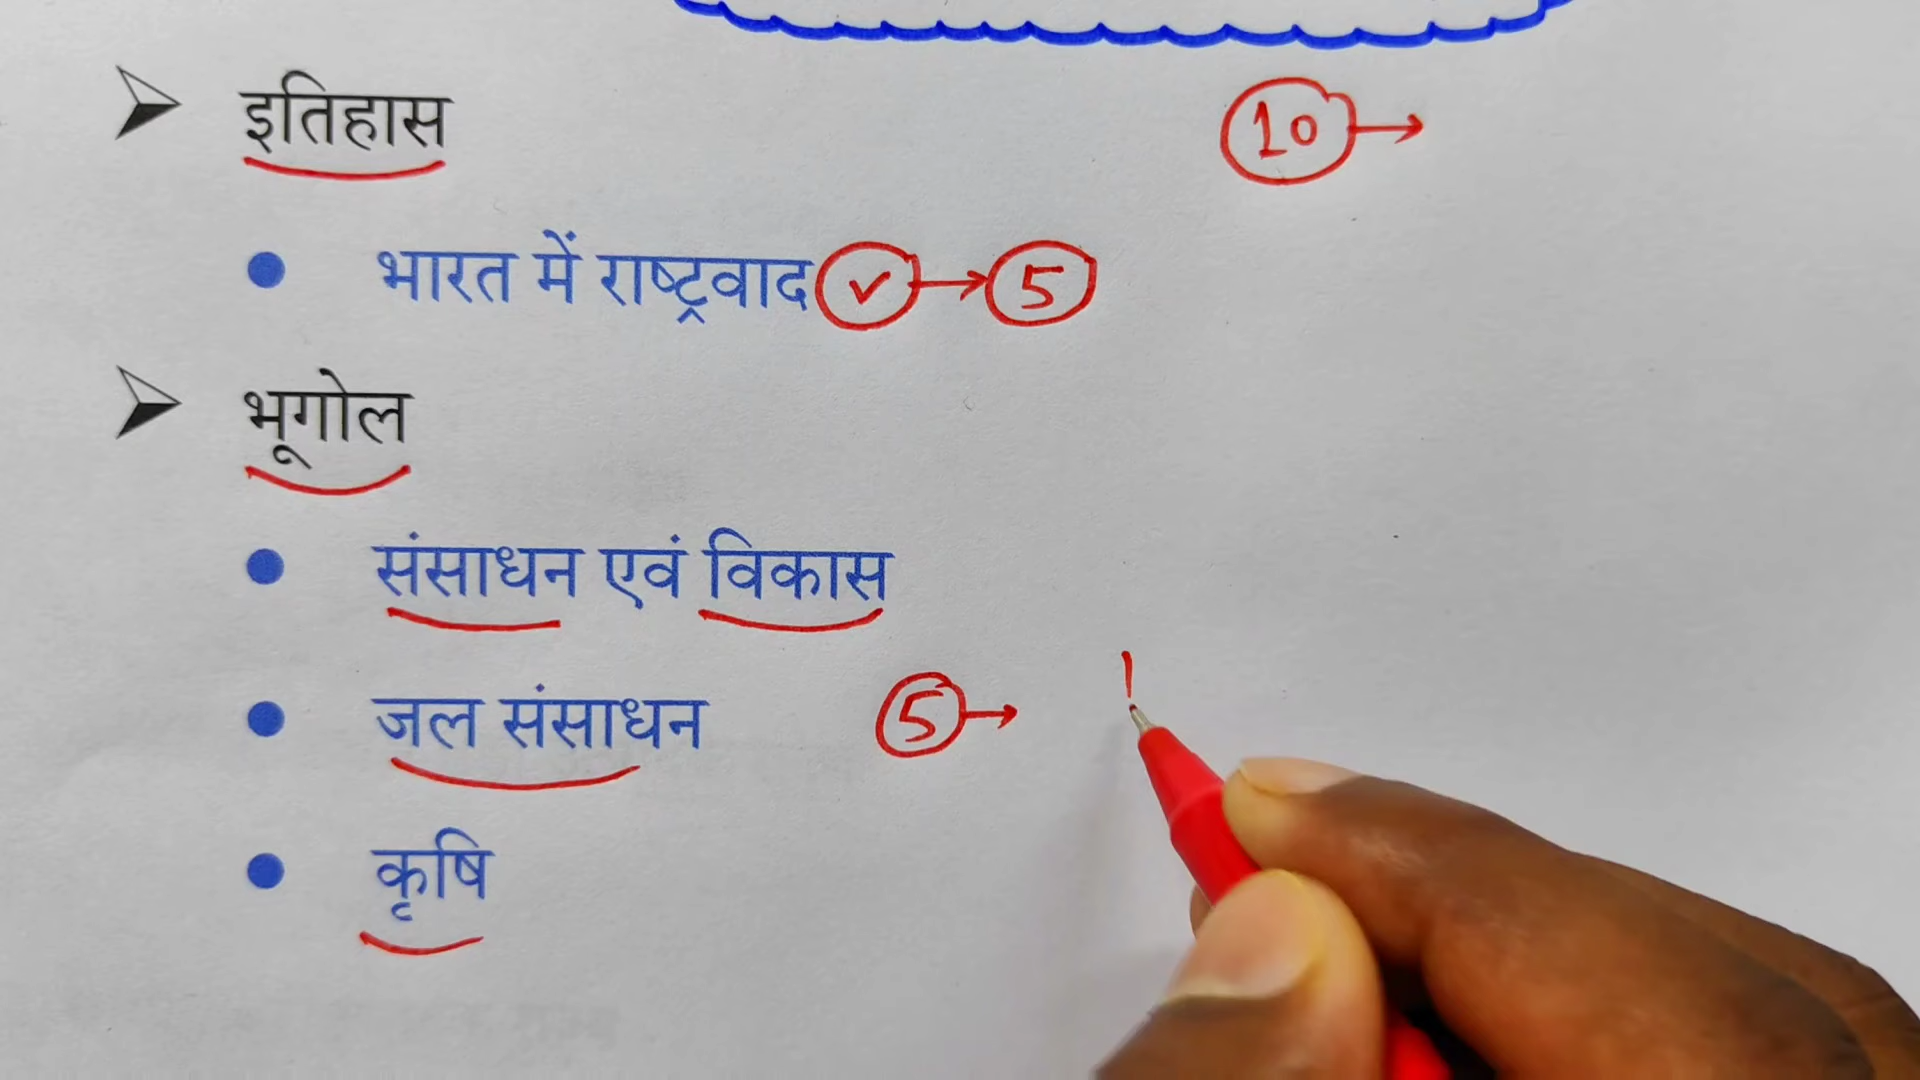 इतिहास 10 →
भारत में राष्ट्रवाद ✓ → 5
भूगोल
संसाधन एवं विकास
जल संसाधन 5 →
कृषि